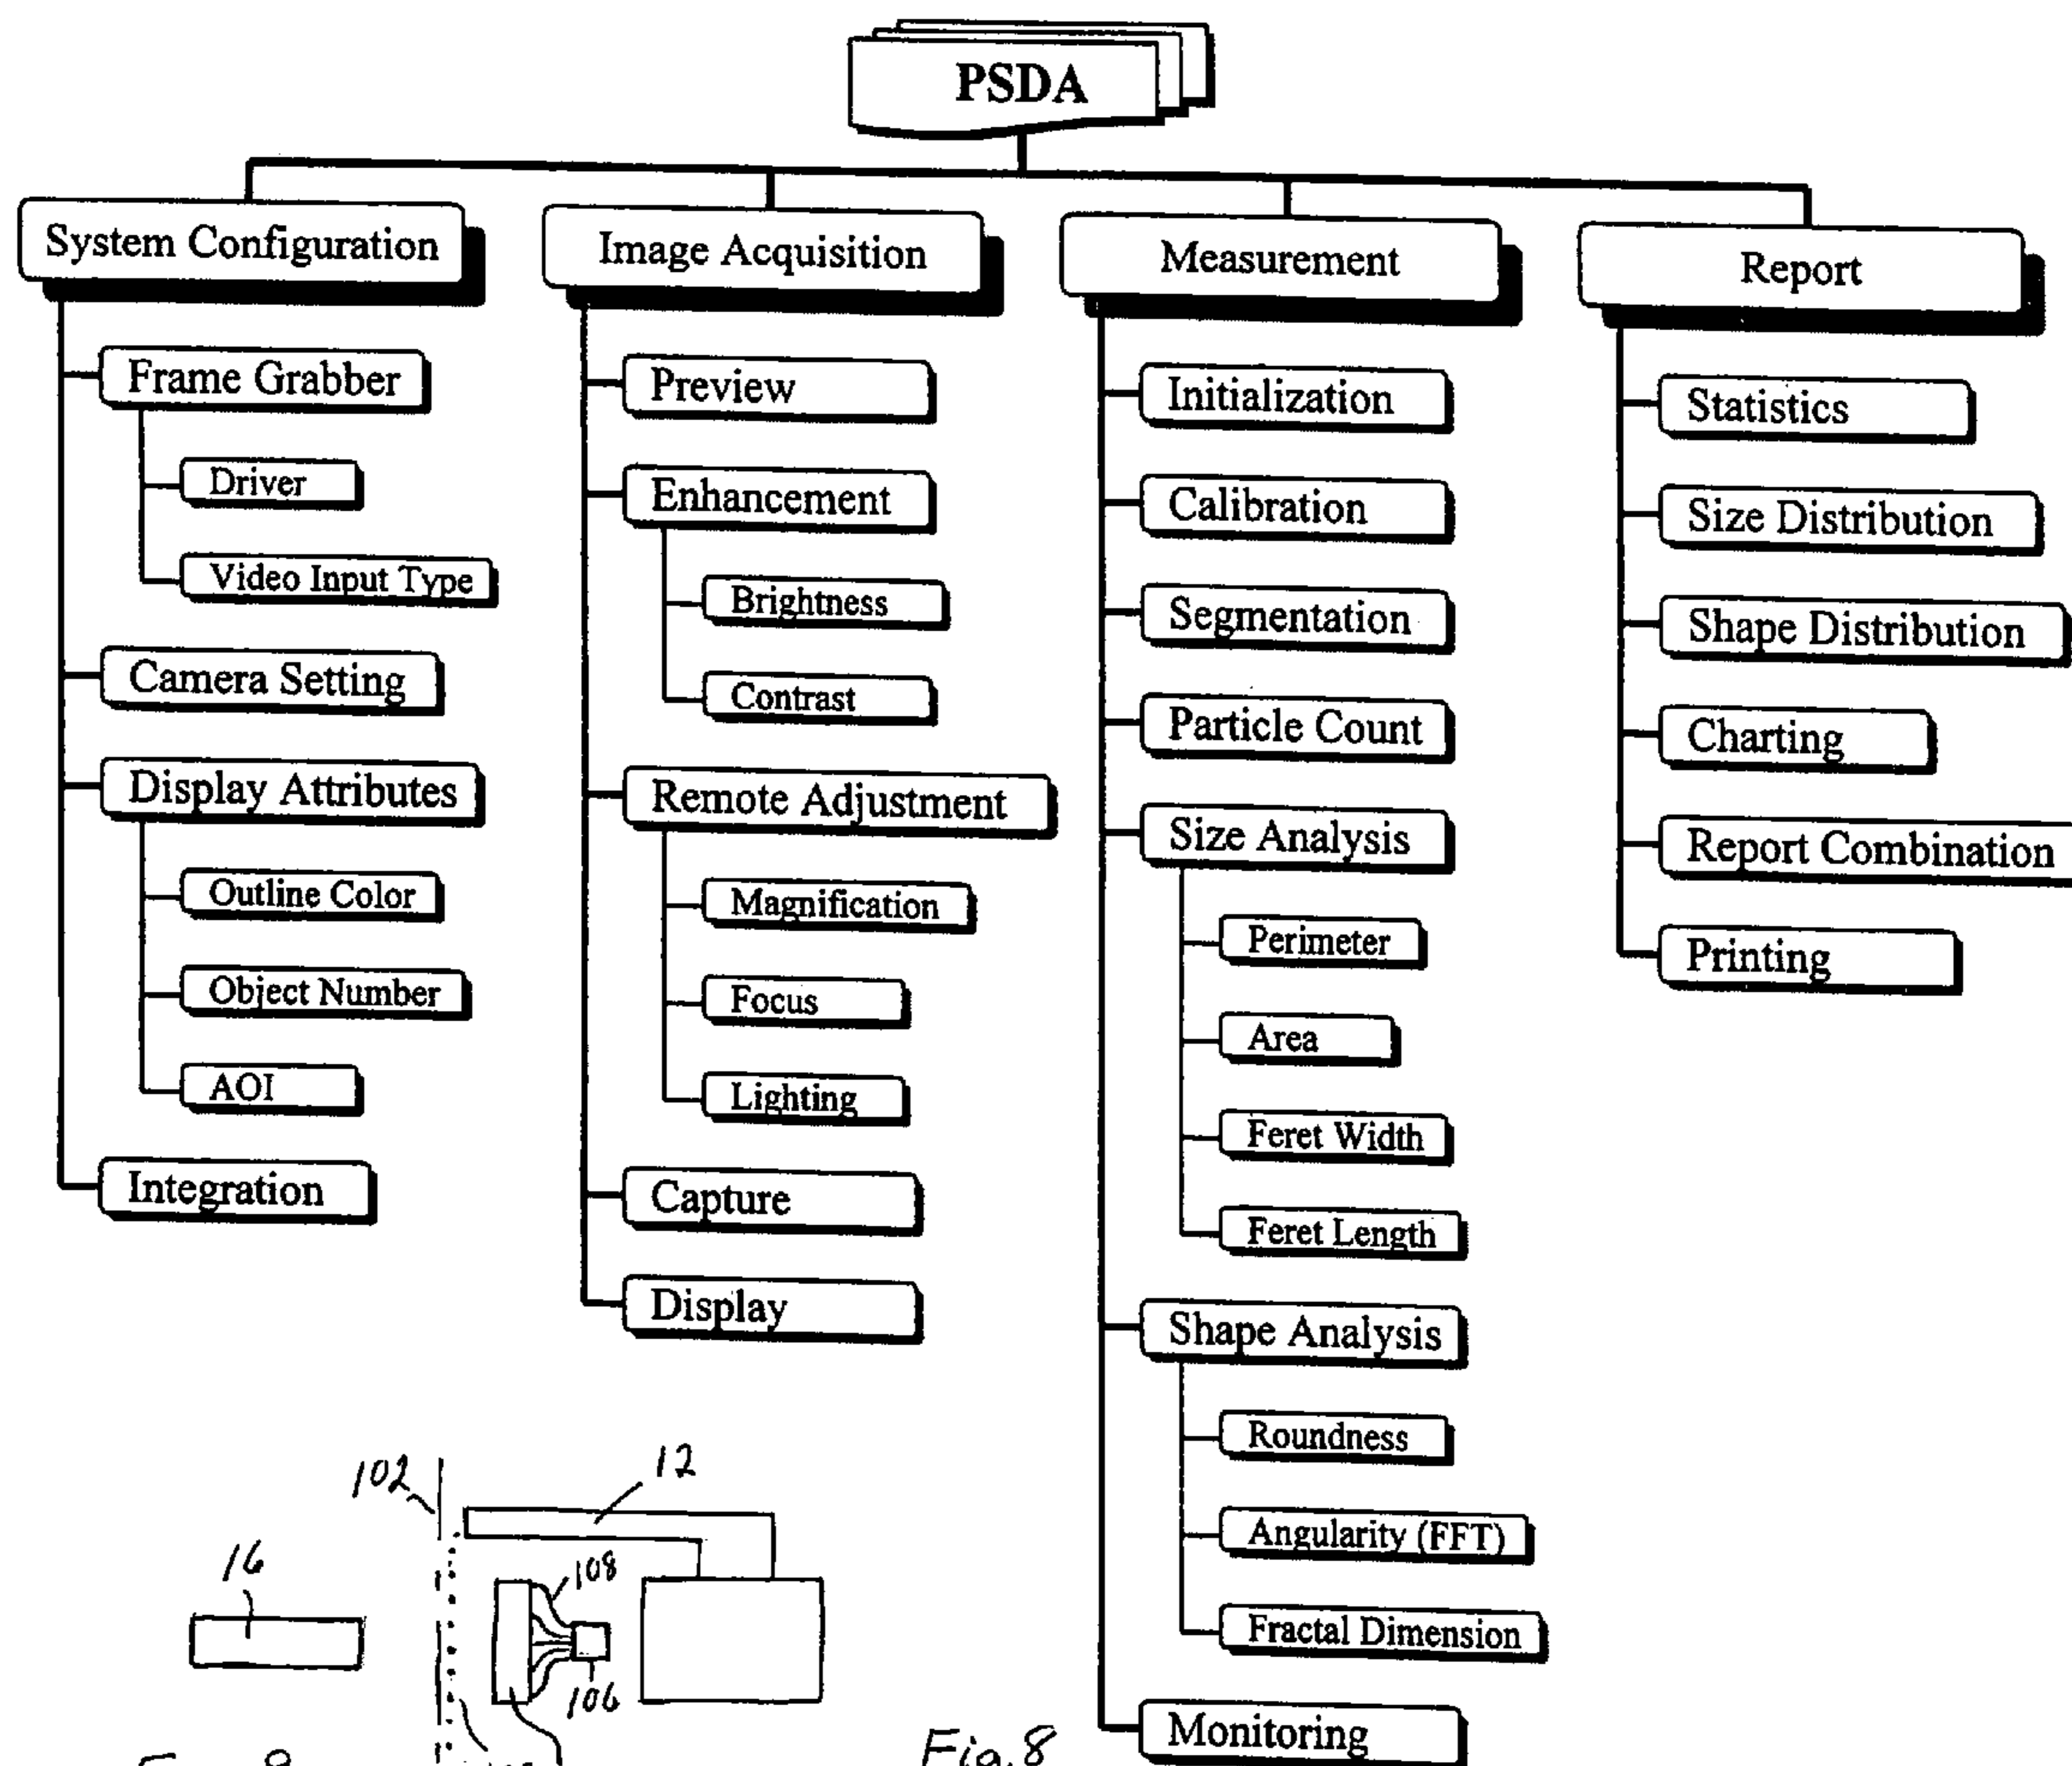 PSDA
System Configuration
Frame Grabber
Driver
Video Input Type
Camera Setting
Display Attributes
Outline Color
Object Number
AOI
Integration
Image Acquisition
Preview
Enhancement
Brightness
Contrast
Remote Adjustment
Magnification
Focus
Lighting
Capture
Display
Measurement
Initialization
Calibration
Segmentation
Particle Count
Size Analysis
Perimeter
Area
Feret Width
Feret Length
Shape Analysis
Roundness
Angularity (FFT)
Fractal Dimension
Monitoring
Report
Statistics
Size Distribution
Shape Distribution
Charting
Report Combination
Printing
102
12
16
108
106
Fig. 8